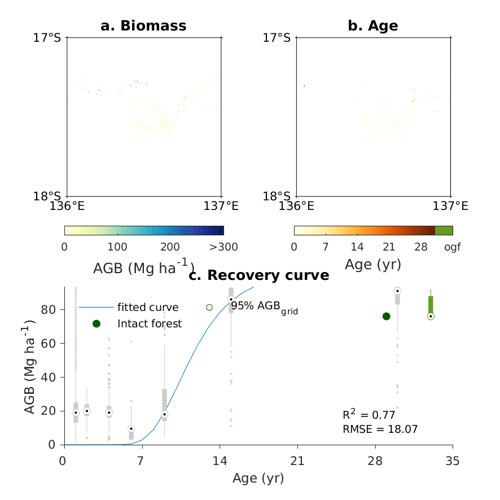 a. Biomass
b. Age
17°S
17°S
18°S
18°S
136°E
137°E
136°E
137°E
0
100
200
>300
0
7
14
21
28
ogf
AGB (Mg ha⁻¹)
Age (yr)
c. Recovery curve
fitted curve
95% AGB_grid
Intact forest
80
60
40
20
0
AGB (Mg ha⁻¹)
R² = 0.77
RMSE = 18.07
0
7
14
21
28
35
Age (yr)